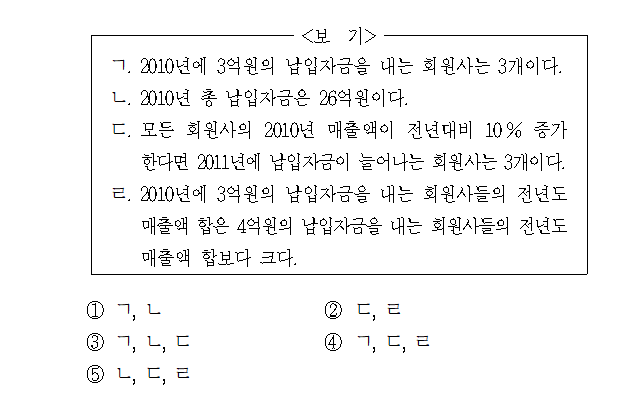 <보 기>
ㄱ. 2010년에 3억원의 납입자금을 내는 회원사는 3개이다.
ㄴ. 2010년 총 납입자금은 26억원이다.
ㄷ. 모든 회원사의 2010년 매출액이 전년대비 10% 증가
한다면 2011년에 납입자금이 늘어나는 회원사는 3개이다.
ㄹ. 2010년에 3억원의 납입자금을 내는 회원사들의 전년도
매출액 합은 4억원의 납입자금을 내는 회원사들의 전년도
매출액 합보다 크다.
① ㄱ, ㄴ ② ㄷ, ㄹ
③ ㄱ, ㄴ, ㄷ ④ ㄱ, ㄷ, ㄹ
⑤ ㄴ, ㄷ, ㄹ